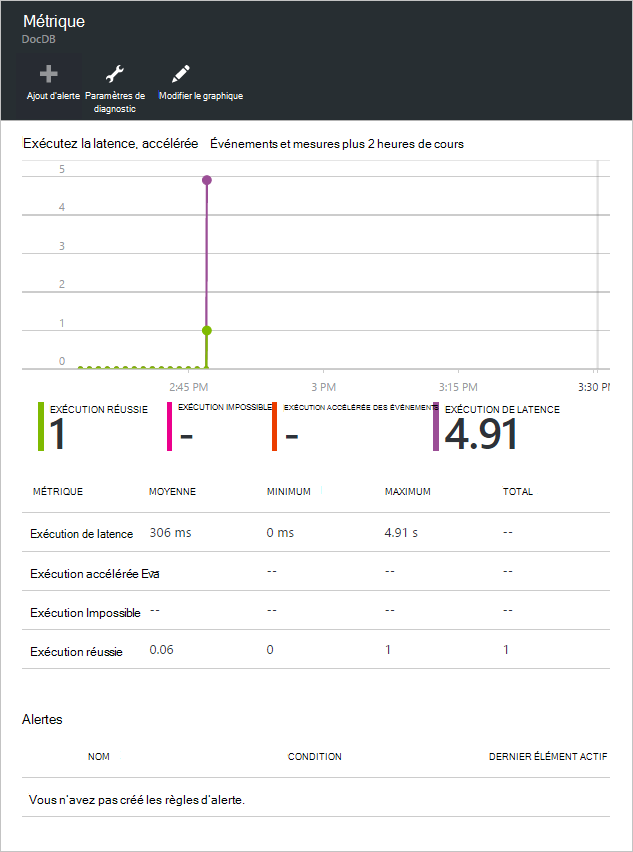 Métrique
DocDB
Ajout d'alerte
Paramètres de diagnostic
Modifier le graphique
Exécutez la latence, accélérée Événements et mesures plus 2 heures de cours
5
4
3
2
1
0
2:45 PM 3 PM 3:15 PM 3:30 PM
EXÉCUTION RÉUSSIE EXÉCUTION IMPOSSIBLE EXÉCUTION ACCÉLÉRÉE DES ÉVÉNEMENTS EXÉCUTION DE LATENCE
1 - - 4.91
MÉTRIQUE MOYENNE MINIMUM MAXIMUM TOTAL
Exécution de latence 306 ms 0 ms 4.91 s --
Exécution accélérée Eva -- -- -- --
Exécution Impossible -- -- -- --
Exécution réussie 0.06 0 1 1
Alertes
NOM CONDITION DERNIER ÉLÉMENT ACTIF
Vous n'avez pas créé les règles d'alerte.